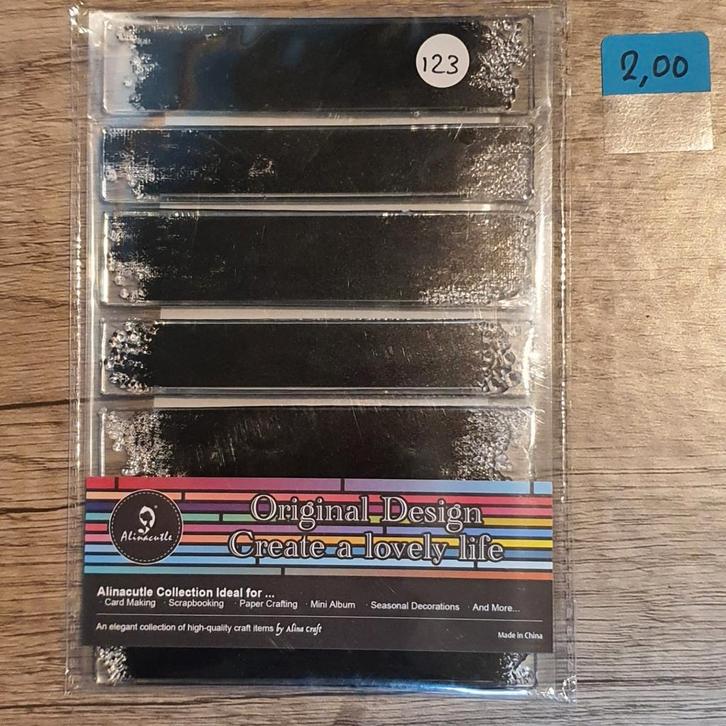 123
2,00
Original Design
Create a lovely life
Alinacutle
Alinacutle Collection Ideal for ...
· Card Making · Scrapbooking · Paper Crafting · Mini Album · Seasonal Decorations · And More...
An elegant collection of high-quality craft items by Alina Craft
Made in China